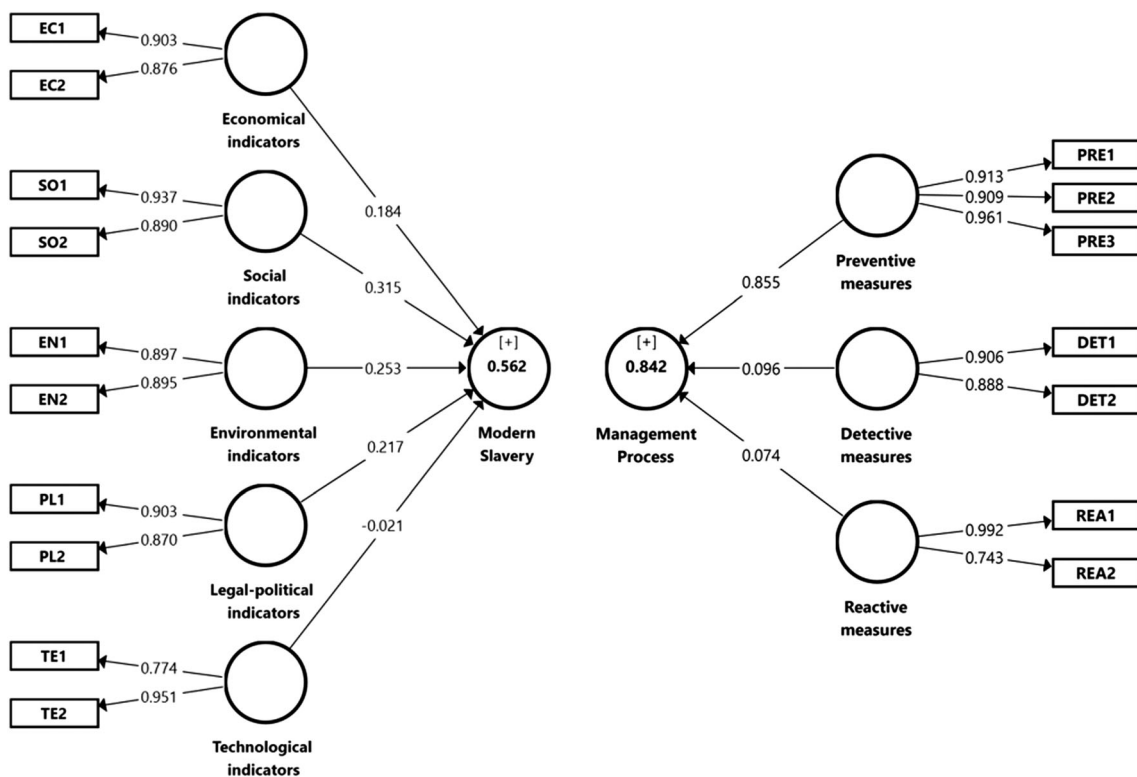 EC1
0.903
EC2
0.876
Economical
indicators
0.184
SO1
0.937
SO2
0.890
Social
indicators
0.315
EN1
0.897
EN2
0.895
Environmental
indicators
0.253
PL1
0.903
PL2
0.870
Legal-political
indicators
0.217
TE1
0.774
TE2
0.951
Technological
indicators
-0.021
[+]
0.562
Modern
Slavery
[+]
0.842
Management
Process
0.855
Preventive
measures
0.913
PRE1
0.909
PRE2
0.961
PRE3
0.096
Detective
measures
0.906
DET1
0.888
DET2
0.074
Reactive
measures
0.992
REA1
0.743
REA2